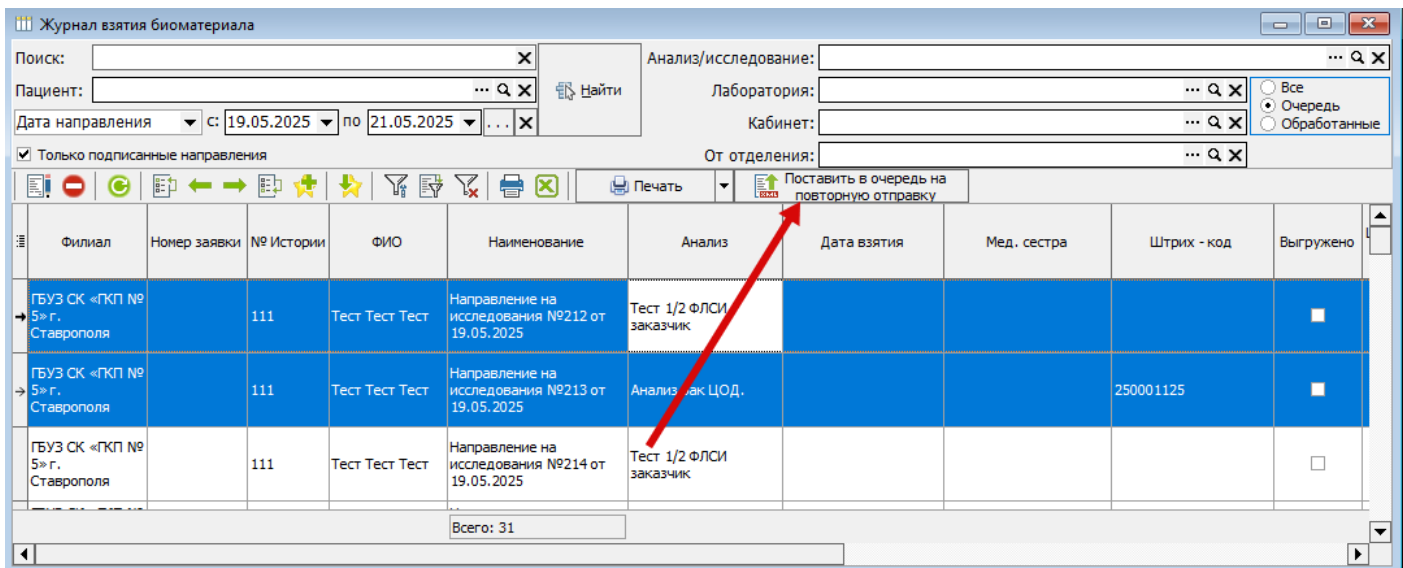 Журнал взятия биоматериала
Поиск:
Анализ/исследование:
Пациент:
Найти
Лаборатория:
Все
Очередь
Обработанные
Дата направления
с: 19.05.2025 по 21.05.2025
...
Кабинет:
Только подписанные направления
От отделения:
Печать
Поставить в очередь на
повторную отправку
Филиал
Номер заявки
№ Истории
ФИО
Наименование
Анализ
Дата взятия
Мед. сестра
Штрих - код
Выгружено
ГБУЗ СК «ГКП №
5» г.
Ставрополя
111
Тест Тест Тест
Направление на
исследования №212 от
19.05.2025
Тест 1/2 ФЛСИ
заказчик
ГБУЗ СК «ГКП №
5» г.
Ставрополя
111
Тест Тест Тест
Направление на
исследования №213 от
19.05.2025
Анализ бак ЦОД.
250001125
ГБУЗ СК «ГКП №
5» г.
Ставрополя
111
Тест Тест Тест
Направление на
исследования №214 от
19.05.2025
Тест 1/2 ФЛСИ
заказчик
Всего: 31